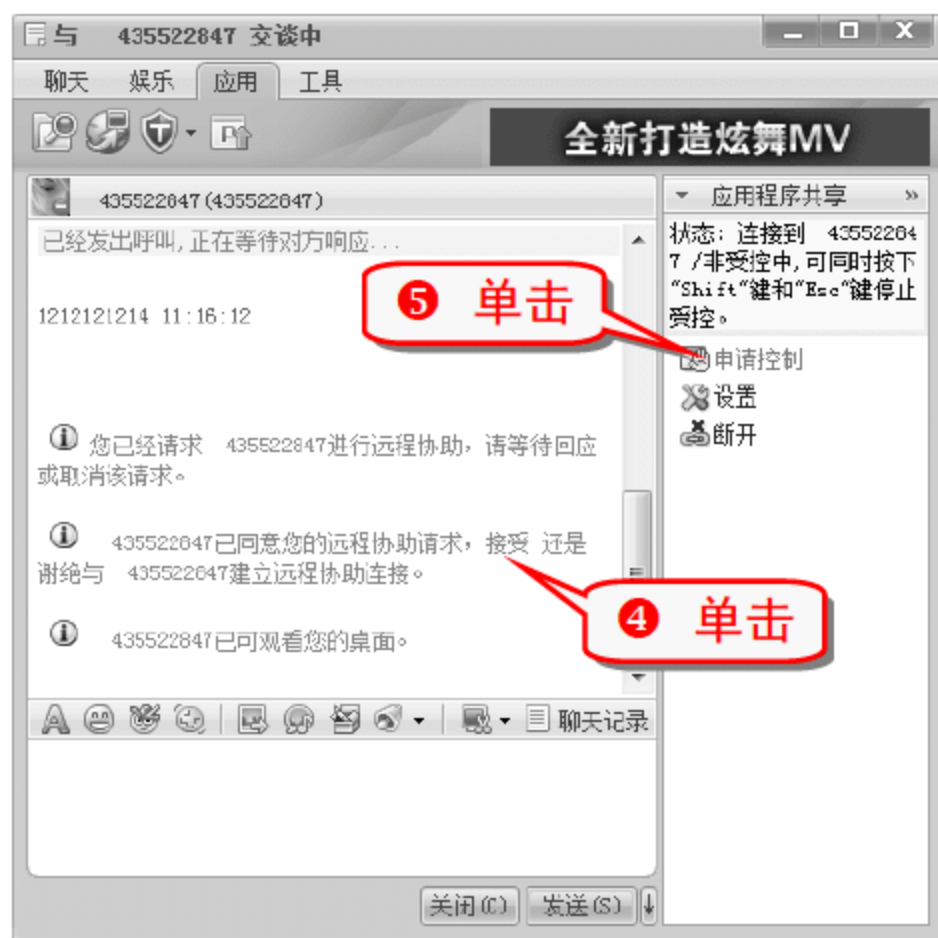 与 435522847 交谈中
聊天 娱乐 应用 工具
全新打造炫舞MV
435522847(435522847)
应用程序共享 »
已经发出呼叫,正在等待对方响应...
状态：连接到 435522847 /非受控中,可同时按下“Shift”键和“Esc”键停止受控。
❺ 单击
1212121214 11:16:12
申请控制
设置
断开
您已经请求 435522847进行远程协助，请等待回应
或取消该请求。
435522847已同意您的远程协助请求，接受 还是
谢绝与 435522847建立远程协助连接。
❹ 单击
435522847已可观看您的桌面。
聊天记录
关闭(C) 发送(S) ↓